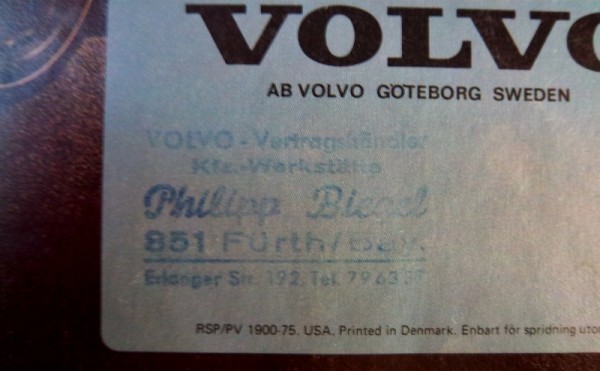 VOLVO
AB VOLVO GÖTEBORG SWEDEN
VOLVO - Vertragshändler
Kfz.-Werkstätte
Philipp Biegel
851 Fürth/Bay.
Erlanger Str. 192, Tel.
RSP/PV 1900-75. USA. Printed in Denmark. Enbart för spridning